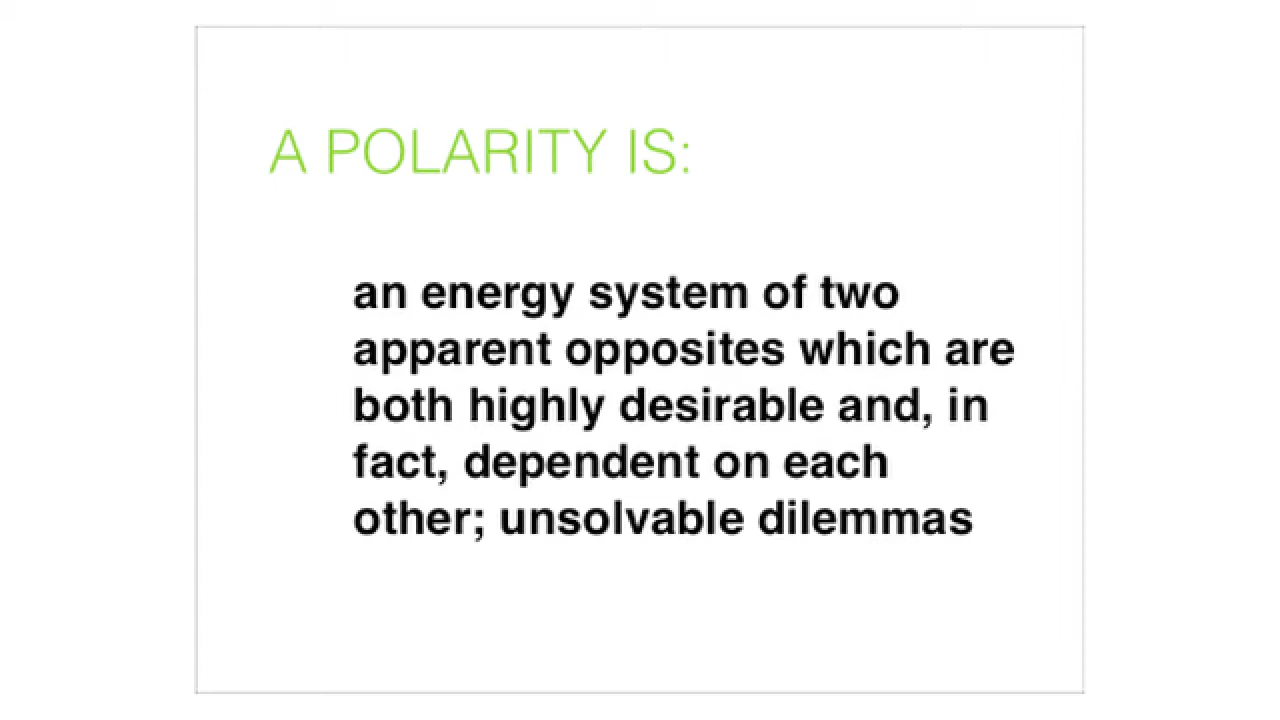 A POLARITY IS:
an energy system of two
apparent opposites which are
both highly desirable and, in
fact, dependent on each
other; unsolvable dilemmas